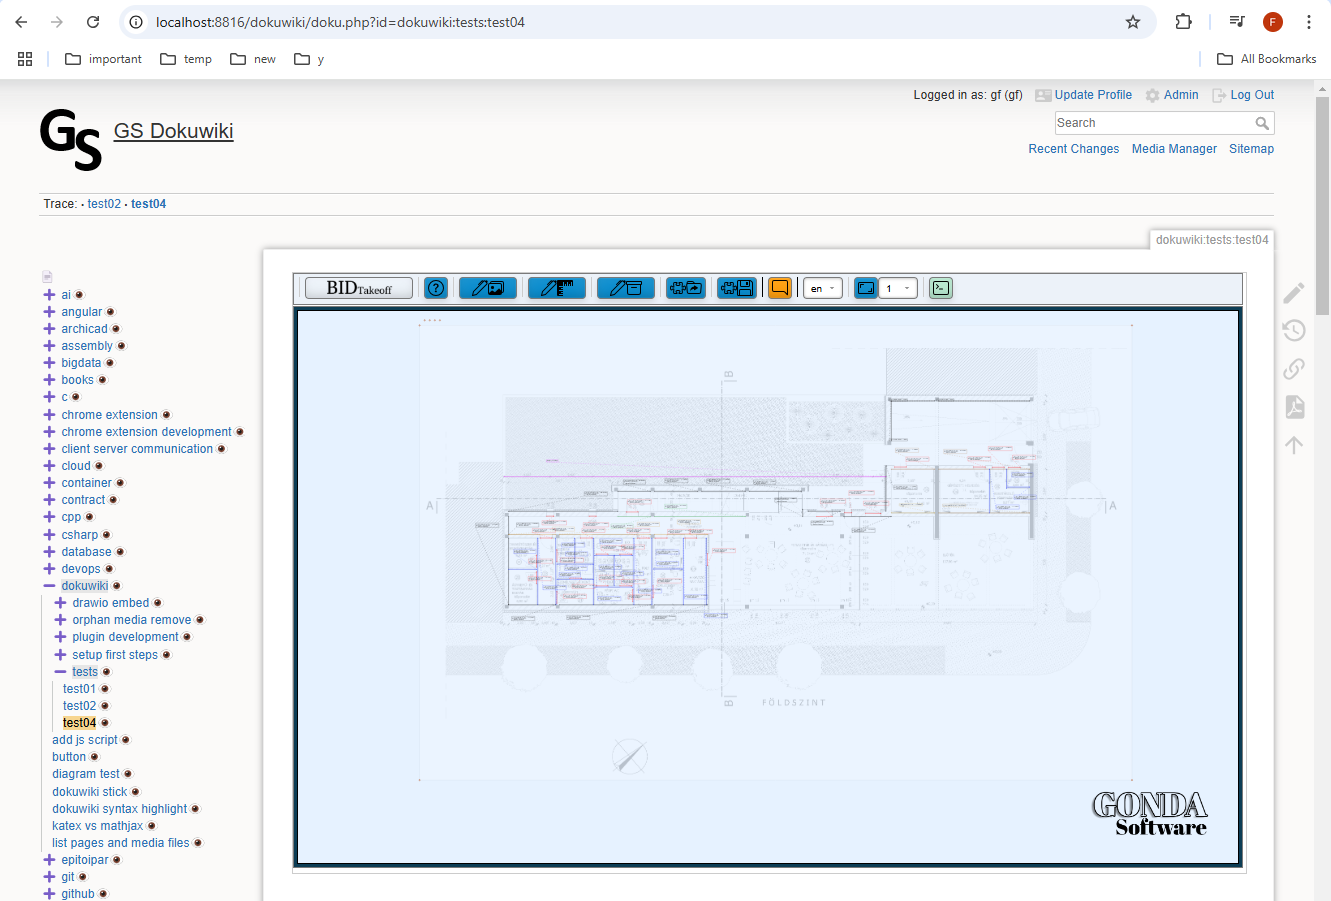 localhost:8816/dokuwiki/doku.php?id=dokuwiki:tests:test04
F
important
temp
new
y
All Bookmarks
Logged in as: gf (gf)
Update Profile
Admin
Log Out
GS
GS Dokuwiki
Search
Recent Changes
Media Manager
Sitemap
Trace: • test02 • test04
dokuwiki:tests:test04
ai
angular
archicad
assembly
bigdata
books
c
chrome extension
chrome extension development
client server communication
cloud
container
contract
cpp
csharp
database
devops
dokuwiki
drawio embed
orphan media remove
plugin development
setup first steps
tests
test01
test02
test04
add js script
button
diagram test
dokuwiki stick
dokuwiki syntax highlight
katex vs mathjax
list pages and media files
epitoipar
git
github
BIDTakeoff
en
1
B
A
A
B
FÖLDSZINT
GONDA
Software